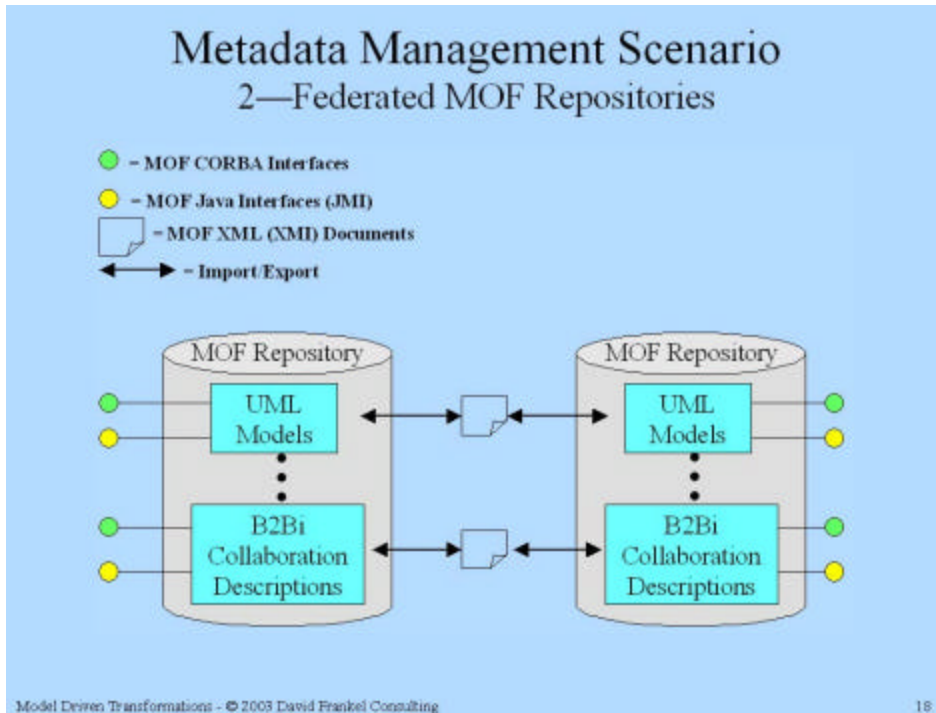 Metadata Management Scenario
2—Federated MOF Repositories
= MOF CORBA Interfaces
= MOF Java Interfaces (JMI)
= MOF XML (XMI) Documents
= Import/Export
MOF Repository
UML
Models
B2Bi
Collaboration
Descriptions
MOF Repository
UML
Models
B2Bi
Collaboration
Descriptions
Model Driven Transformations - © 2003 David Frankel Consulting
18